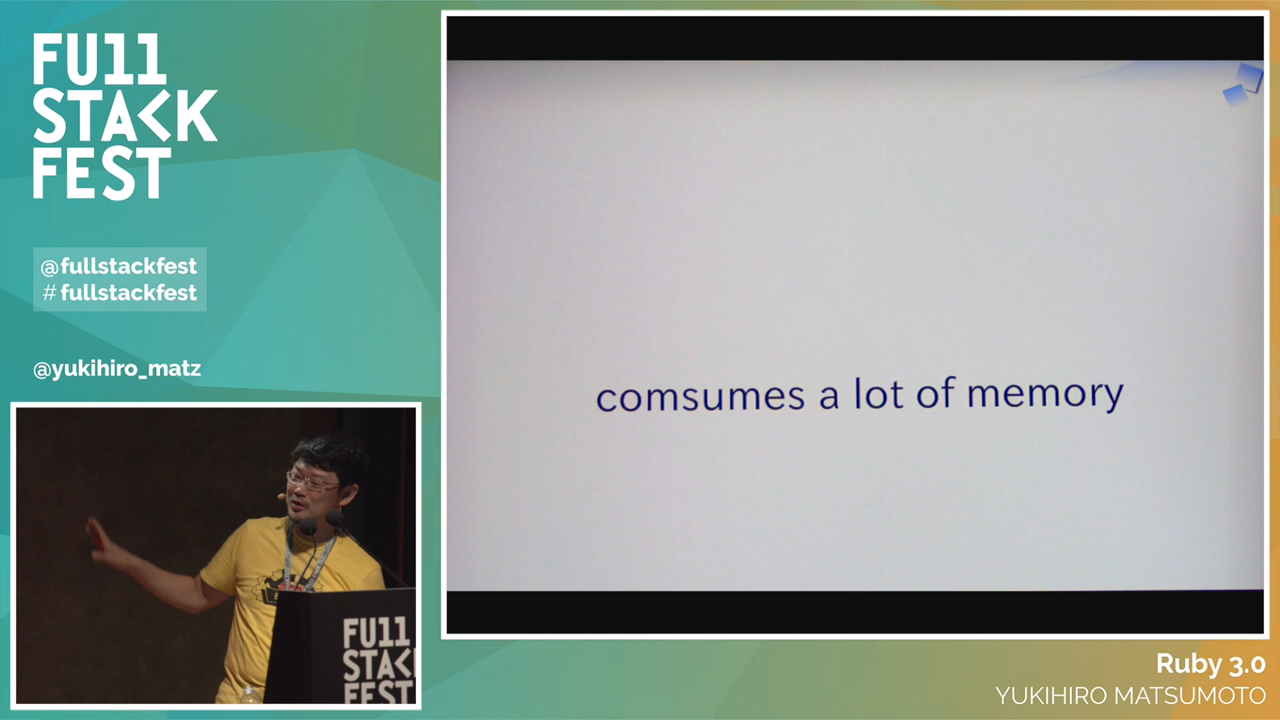 FU11
STACK
FEST
@fullstackfest
#fullstackfest
@yukihiro_matz
comsumes a lot of memory
FU11
STACK
FEST
Ruby 3.0
YUKIHIRO MATSUMOTO